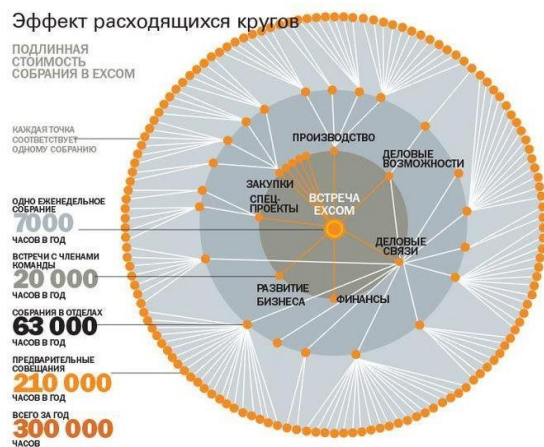 Эффект расходящихся кругов
ПОДЛИННАЯ
СТОИМОСТЬ
СОБРАНИЯ В EXCOM
КАЖДАЯ ТОЧКА
СООТВЕТСТВУЕТ
ОДНОМУ СОБРАНИЮ
ПРОИЗВОДСТВО
ДЕЛОВЫЕ
ВОЗМОЖНОСТИ
ЗАКУПКИ
СПЕЦ-
ПРОЕКТЫ
ВСТРЕЧА
EXCOM
ДЕЛОВЫЕ
СВЯЗИ
РАЗВИТИЕ
БИЗНЕСА
ФИНАНСЫ
ОДНО ЕЖЕНЕДЕЛЬНОЕ
СОБРАНИЕ
7000
ЧАСОВ В ГОД
ВСТРЕЧИ С ЧЛЕНАМИ
КОМАНДЫ
20 000
ЧАСОВ В ГОД
СОБРАНИЯ В ОТДЕЛАХ
63 000
ЧАСОВ В ГОД
ПРЕДВАРИТЕЛЬНЫЕ
СОВЕЩАНИЯ
210 000
ЧАСОВ В ГОД
ВСЕГО ЗА ГОД
300 000
ЧАСОВ